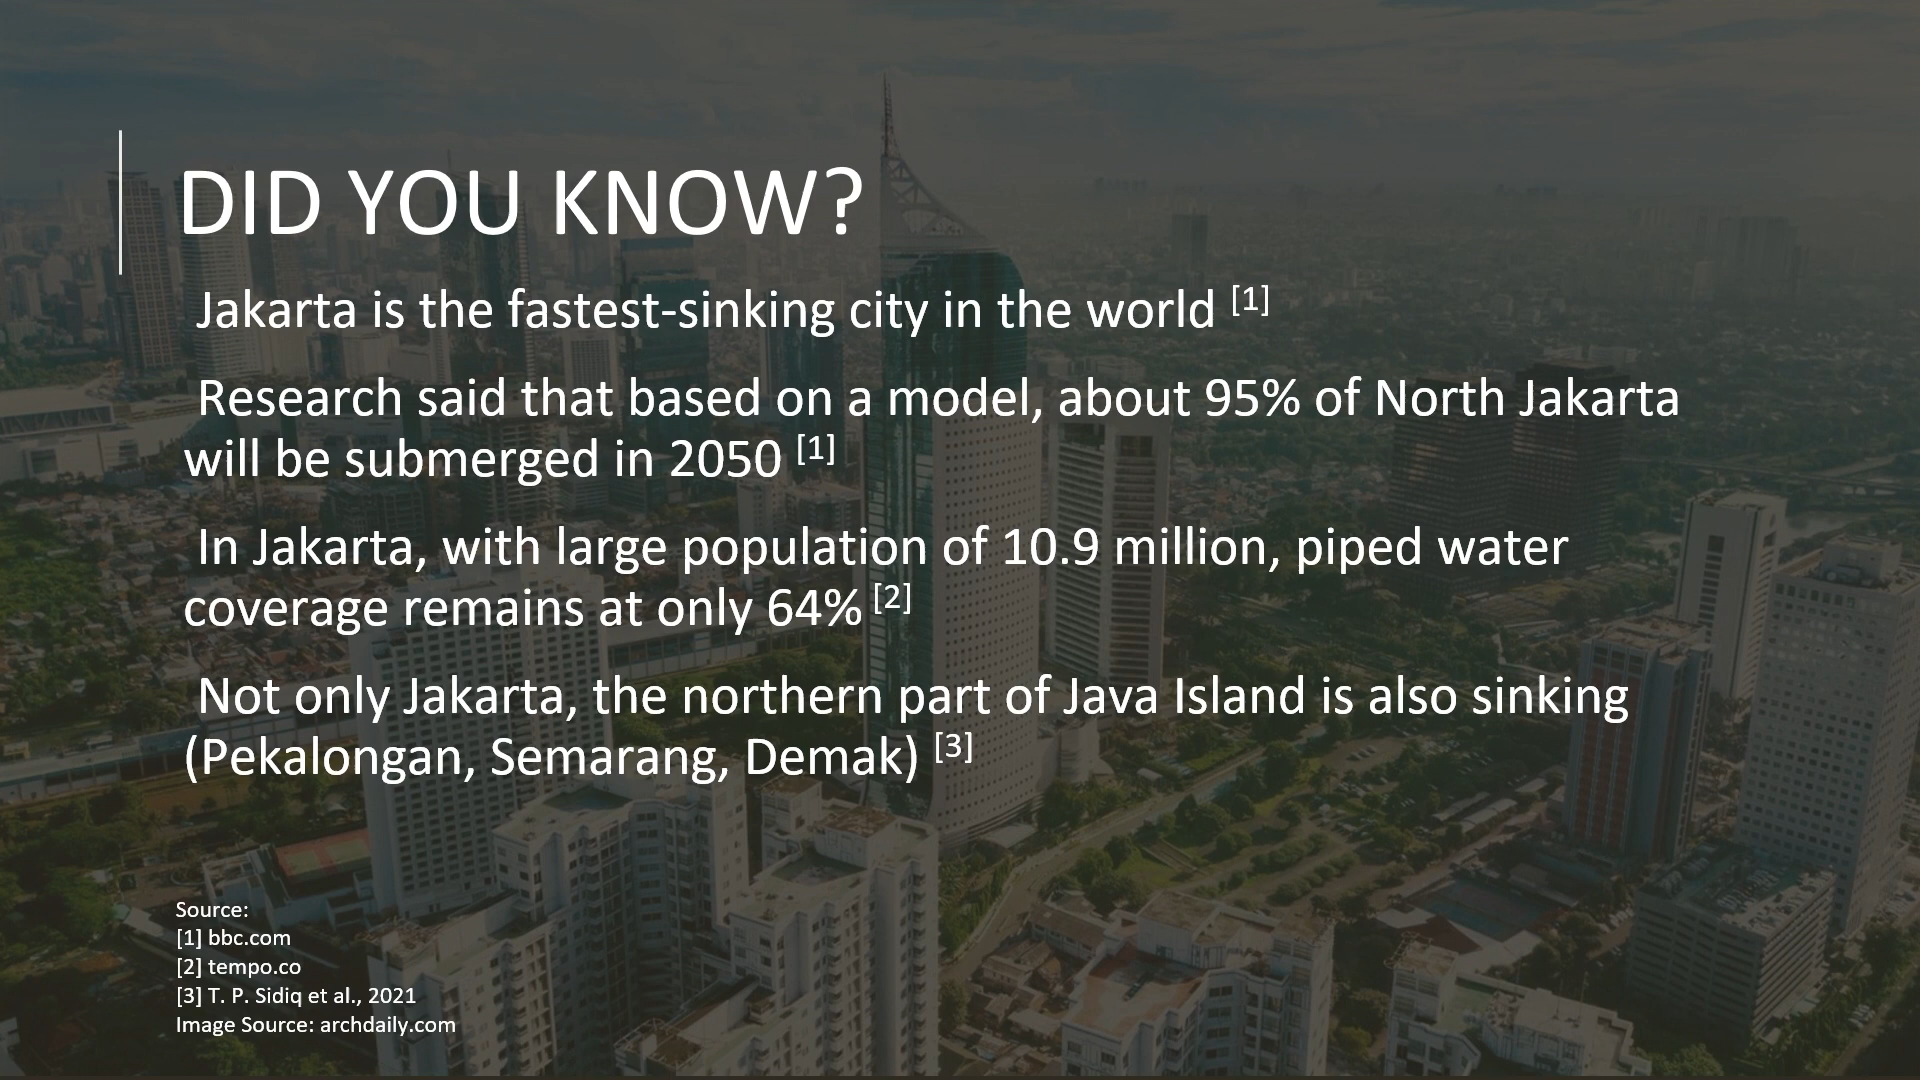 DID YOU KNOW?
Jakarta is the fastest-sinking city in the world [1]
Research said that based on a model, about 95% of North Jakarta
will be submerged in 2050 [1]
In Jakarta, with large population of 10.9 million, piped water
coverage remains at only 64% [2]
Not only Jakarta, the northern part of Java Island is also sinking
(Pekalongan, Semarang, Demak) [3]
Source:
[1] bbc.com
[2] tempo.co
[3] T. P. Sidiq et al., 2021
Image Source: archdaily.com